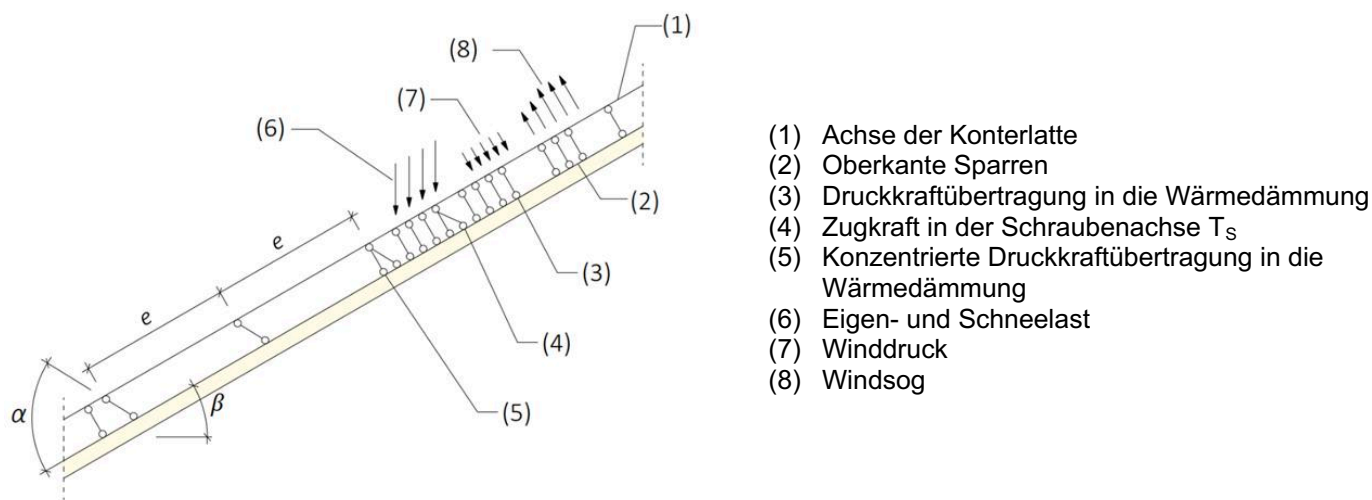 (1)
(8)
(7)
(6)
(2)
e
(3)
e
(4)
α
β
(5)
(1) Achse der Konterlatte
(2) Oberkante Sparren
(3) Druckkraftübertragung in die Wärmedämmung
(4) Zugkraft in der Schraubenachse T_S
(5) Konzentrierte Druckkraftübertragung in die
Wärmedämmung
(6) Eigen- und Schneelast
(7) Winddruck
(8) Windsog